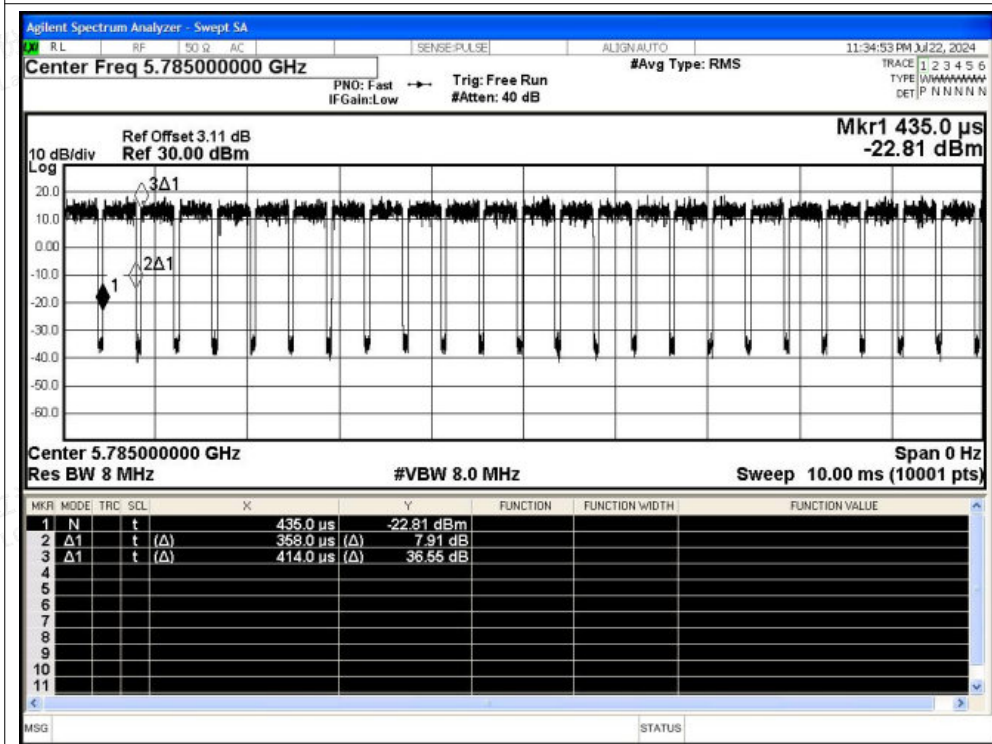 Agilent Spectrum Analyzer - Swept SA
LXI RL RF 50 Ω AC SENSE:PULSE ALIGNAUTO 11:34:53 PM Jul 22, 2024
Center Freq 5.785000000 GHz #Avg Type: RMS TRACE 1 2 3 4 5 6
PNO: Fast Trig: Free Run TYPE WWWWWW
IFGain:Low #Atten: 40 dB DET P N N N N N
Mkr1 435.0 µs
Ref Offset 3.11 dB
10 dB/div Ref 30.00 dBm -22.81 dBm
Log
20.0
3Δ1
10.0
0.00
2Δ1
-10.0
1
-20.0
-30.0
-40.0
-50.0
-60.0
Center 5.785000000 GHz Span 0 Hz
Res BW 8 MHz #VBW 8.0 MHz Sweep 10.00 ms (10001 pts)
MKR MODE TRC SCL X Y FUNCTION FUNCTION WIDTH FUNCTION VALUE
1 N t 435.0 µs -22.81 dBm
2 Δ1 t (Δ) 358.0 µs (Δ) 7.91 dB
3 Δ1 t (Δ) 414.0 µs (Δ) 36.55 dB
4
5
6
7
8
9
10
11
MSG STATUS